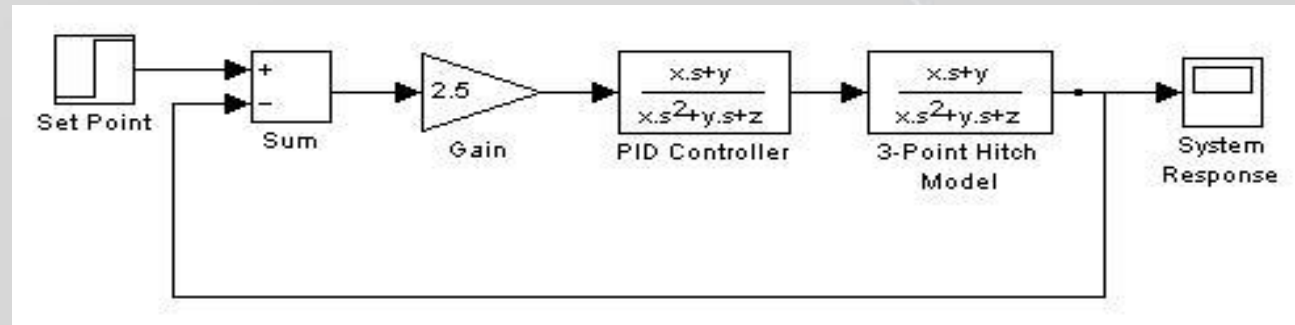 +
−
Set Point
Sum
2.5
Gain
x.s+y
x.s²+y.s+z
PID Controller
x.s+y
x.s²+y.s+z
3-Point Hitch
Model
System
Response